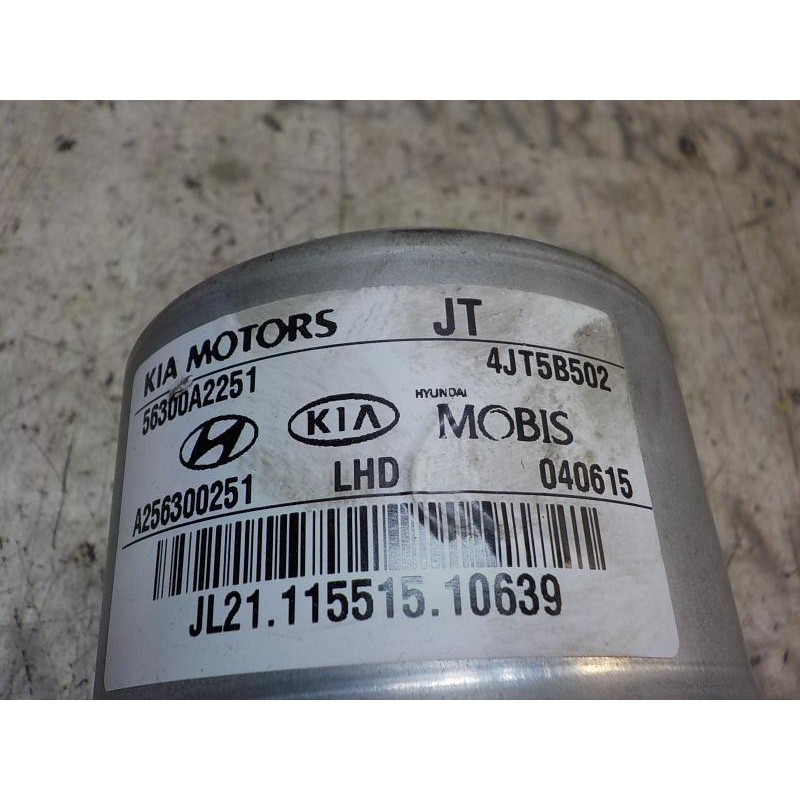 KIA MOTORS JT
56300A2251 4JT5B502
KIA HYUNDAI MOBIS
A256300251 LHD 040615
JL21.115515.10639